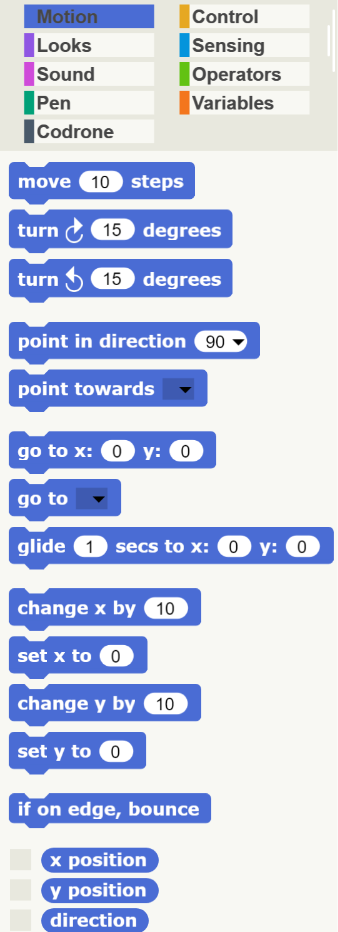 Motion Control
Looks Sensing
Sound Operators
Pen Variables
Codrone
move 10 steps
turn 15 degrees
turn 15 degrees
point in direction 90
point towards
go to x: 0 y: 0
go to
glide 1 secs to x: 0 y: 0
change x by 10
set x to 0
change y by 10
set y to 0
if on edge, bounce
x position
y position
direction